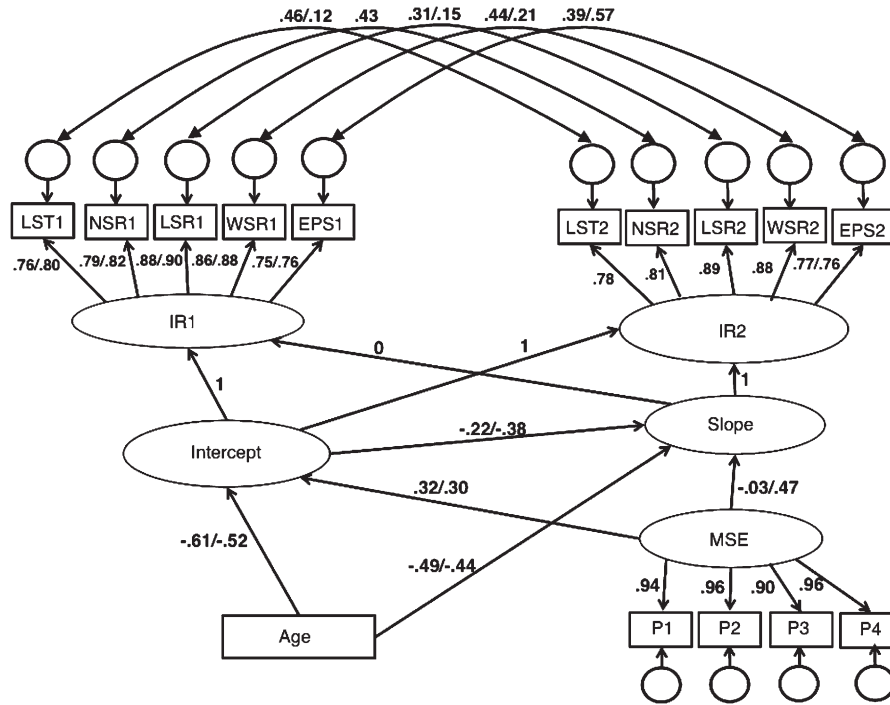 .46/.12 .43 .31/.15 .44/.21 .39/.57
LST1 NSR1 LSR1 WSR1 EPS1 LST2 NSR2 LSR2 WSR2 EPS2
.76/.80 .79/.82 .88/.90 .86/.88 .75/.76 .78 .81 .89 .88 .77/.76
IR1 IR2
0 1
1 1
Intercept -.22/-.38 Slope
.32/.30 -.03/.47
-.61/-.52 MSE
-.49/-.44
.94 .96 .90 .96
Age P1 P2 P3 P4